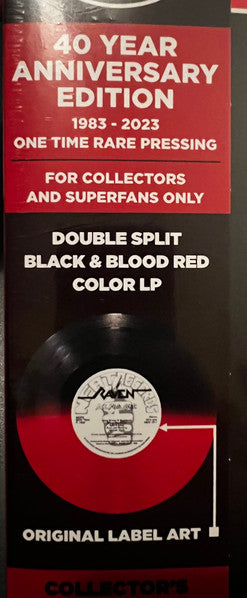 40 YEAR
ANNIVERSARY
EDITION
1983 - 2023
ONE TIME RARE PRESSING
FOR COLLECTORS
AND SUPERFANS ONLY
DOUBLE SPLIT
BLACK & BLOOD RED
COLOR LP
RAVEN
ORIGINAL LABEL ART
COLLECTOR'S